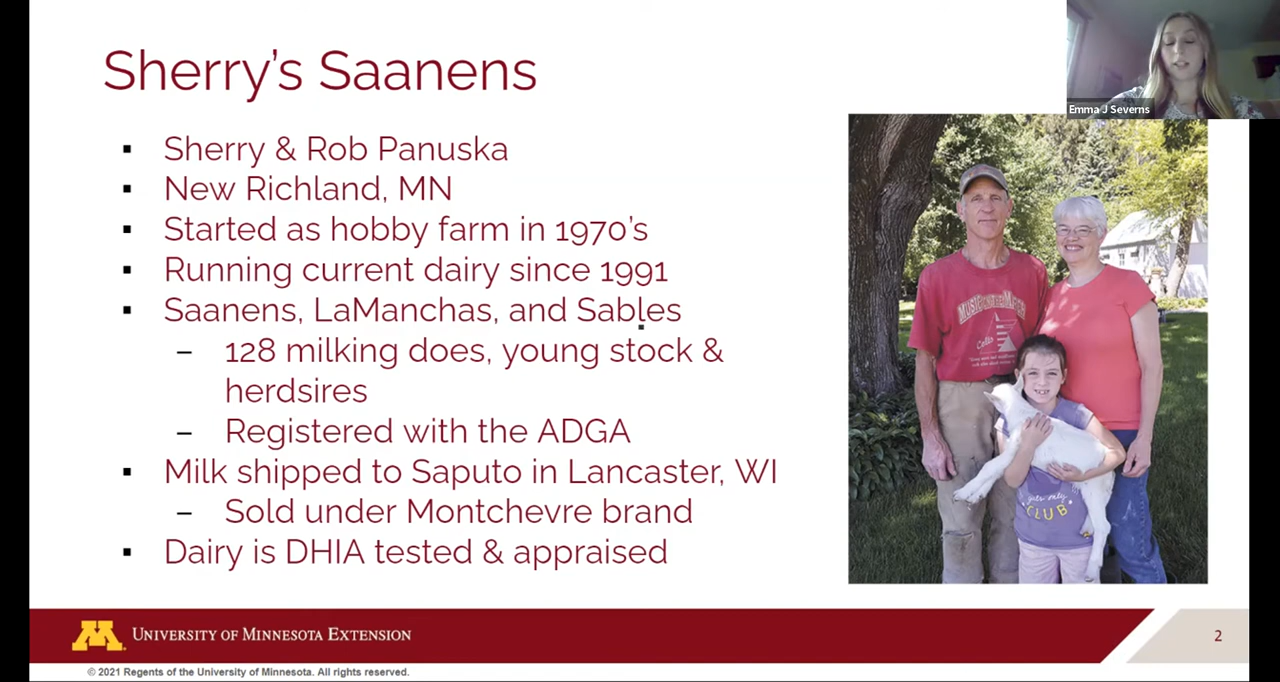 Sherry's Saanens
Emma J Severns
▪ Sherry & Rob Panuska
▪ New Richland, MN
▪ Started as hobby farm in 1970's
▪ Running current dairy since 1991
▪ Saanens, LaManchas, and Sables
– 128 milking does, young stock &
herdsires
– Registered with the ADGA
▪ Milk shipped to Saputo in Lancaster, WI
– Sold under Montchevre brand
▪ Dairy is DHIA tested & appraised
CLUB
M UNIVERSITY OF MINNESOTA EXTENSION
2
© 2021 Regents of the University of Minnesota. All rights reserved.